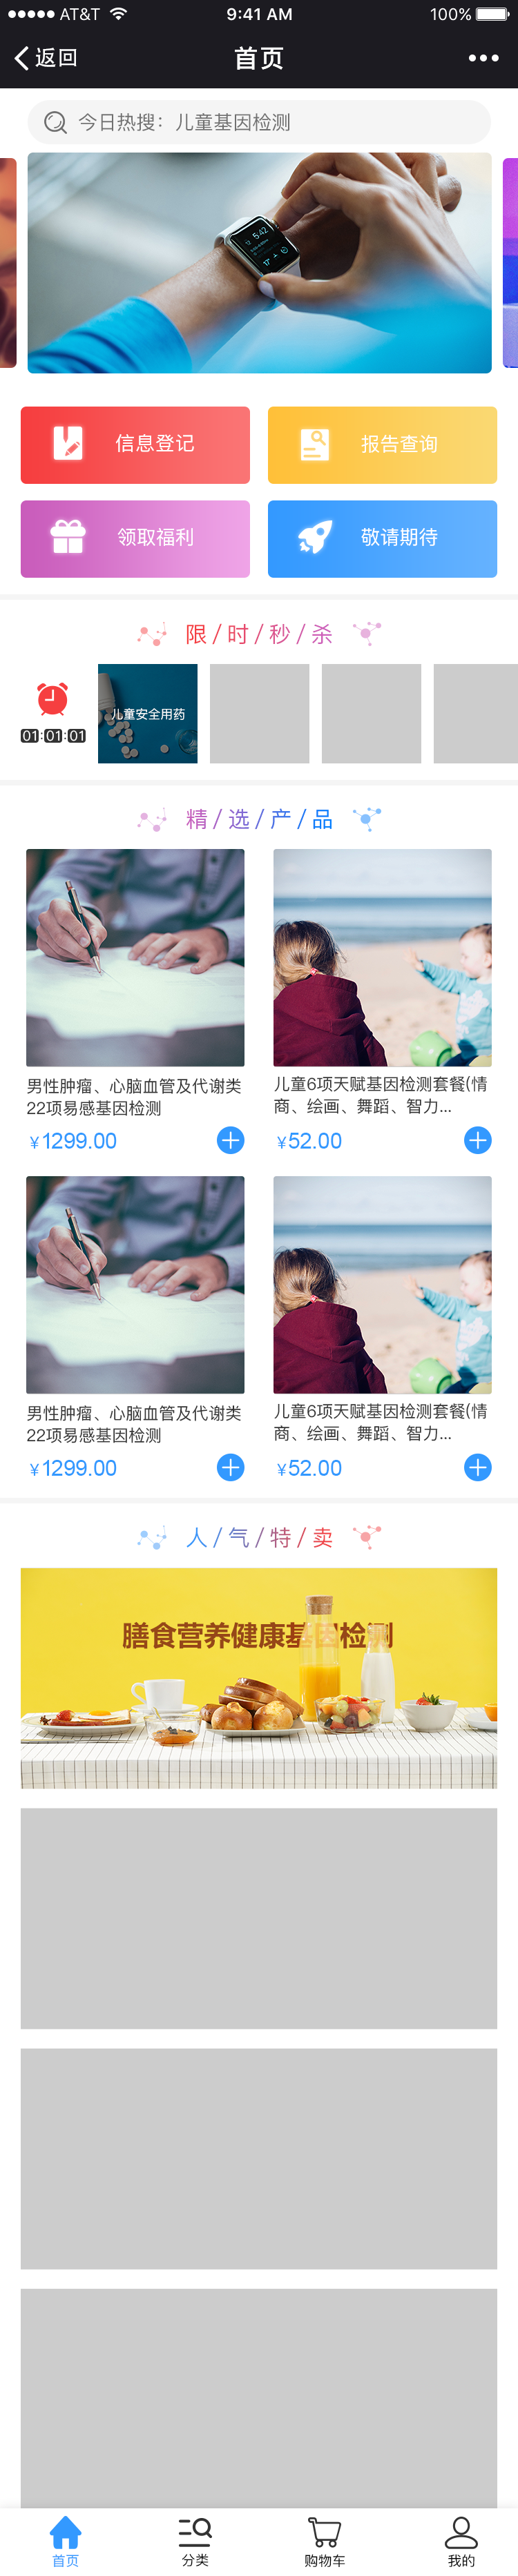 AT&T 9:41 AM 100%
返回 首页
今日热搜：儿童基因检测
5:42
17
信息登记 报告查询
领取福利 敬请期待
限/时/秒/杀
儿童安全用药
01:01:01
精/选/产/品
男性肿瘤、心脑血管及代谢类
22项易感基因检测
¥1299.00
儿童6项天赋基因检测套餐(情
商、绘画、舞蹈、智力...
¥52.00
男性肿瘤、心脑血管及代谢类
22项易感基因检测
¥1299.00
儿童6项天赋基因检测套餐(情
商、绘画、舞蹈、智力...
¥52.00
人/气/特/卖
膳食营养健康基因检测
首页 分类 购物车 我的